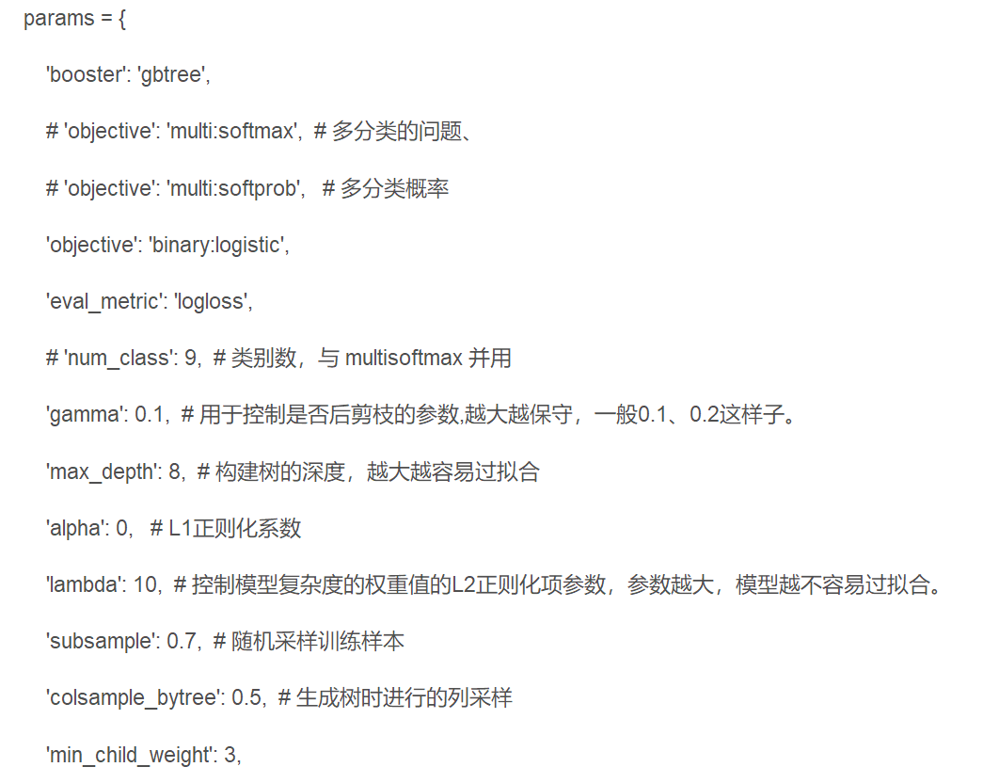 params = {
'booster': 'gbtree',
# 'objective': 'multi:softmax',  # 多分类的问题、
# 'objective': 'multi:softprob',   # 多分类概率
'objective': 'binary:logistic',
'eval_metric': 'logloss',
# 'num_class': 9,  # 类别数，与 multisoftmax 并用
'gamma': 0.1,  # 用于控制是否后剪枝的参数,越大越保守，一般0.1、0.2这样子。
'max_depth': 8,  # 构建树的深度，越大越容易过拟合
'alpha': 0,   # L1正则化系数
'lambda': 10,  # 控制模型复杂度的权重值的L2正则化项参数，参数越大，模型越不容易过拟合。
'subsample': 0.7,  # 随机采样训练样本
'colsample_bytree': 0.5,  # 生成树时进行的列采样
'min_child_weight': 3,